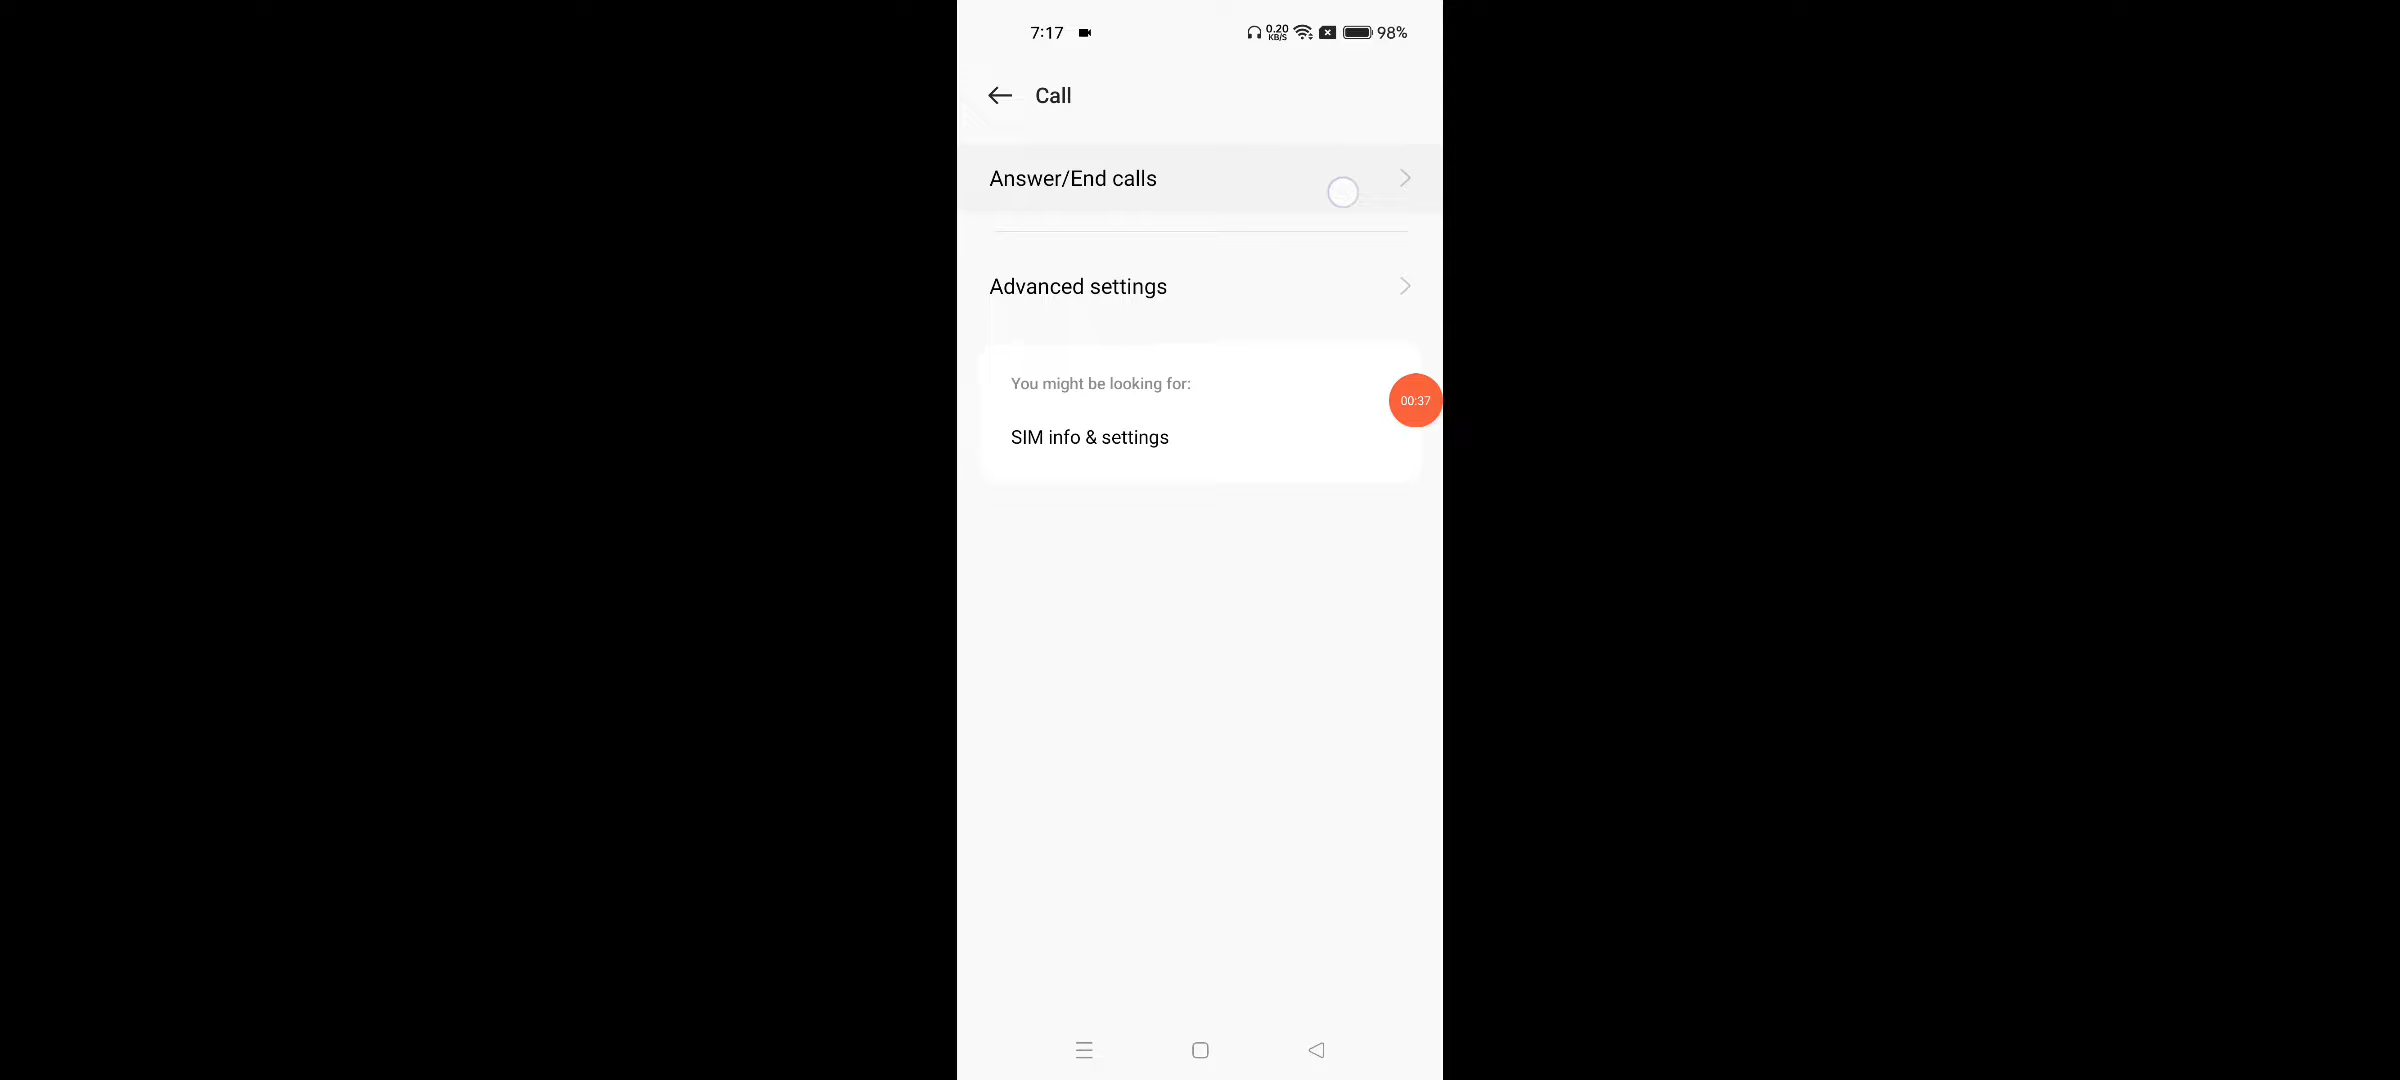 7:17
0.20
KB/S
98%
Call
Answer/End calls
Advanced settings
You might be looking for:
00:37
SIM info & settings